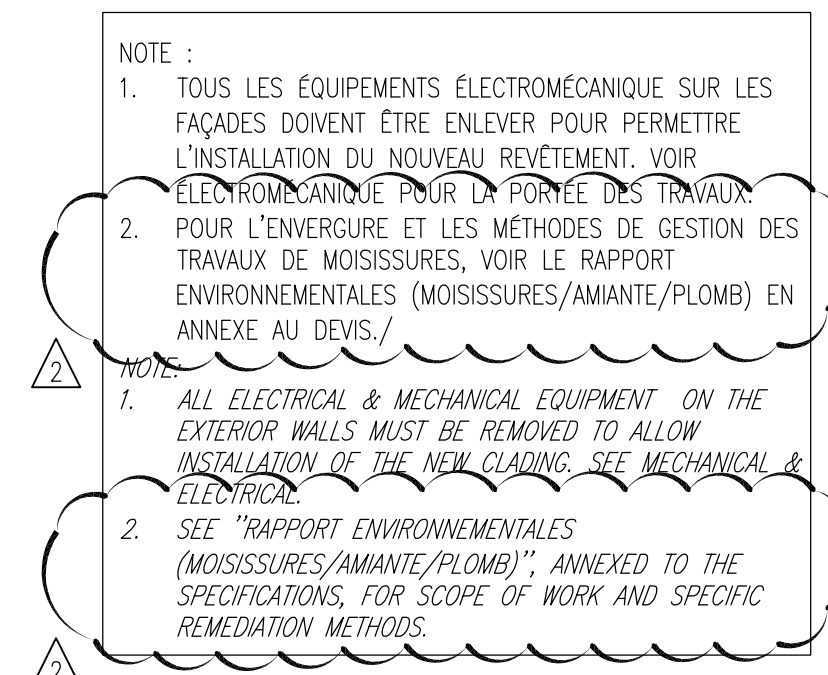 NOTE :
1. TOUS LES ÉQUIPEMENTS ÉLECTROMÉCANIQUE SUR LES
FAÇADES DOIVENT ÊTRE ENLEVER POUR PERMETTRE
L'INSTALLATION DU NOUVEAU REVÊTEMENT. VOIR
ÉLECTROMÉCANIQUE POUR LA PORTÉE DES TRAVAUX.
2. POUR L'ENVERGURE ET LES MÉTHODES DE GESTION DES
TRAVAUX DE MOISISSURES, VOIR LE RAPPORT
ENVIRONNEMENTALES (MOISISSURES/AMIANTE/PLOMB) EN
ANNEXE AU DEVIS./
2
NOTE:
1. ALL ELECTRICAL & MECHANICAL EQUIPMENT ON THE
EXTERIOR WALLS MUST BE REMOVED TO ALLOW
INSTALLATION OF THE NEW CLADING. SEE MECHANICAL &
ELECTRICAL.
2. SEE "RAPPORT ENVIRONNEMENTALES
(MOISISSURES/AMIANTE/PLOMB)", ANNEXED TO THE
SPECIFICATIONS, FOR SCOPE OF WORK AND SPECIFIC
REMEDIATION METHODS.
2